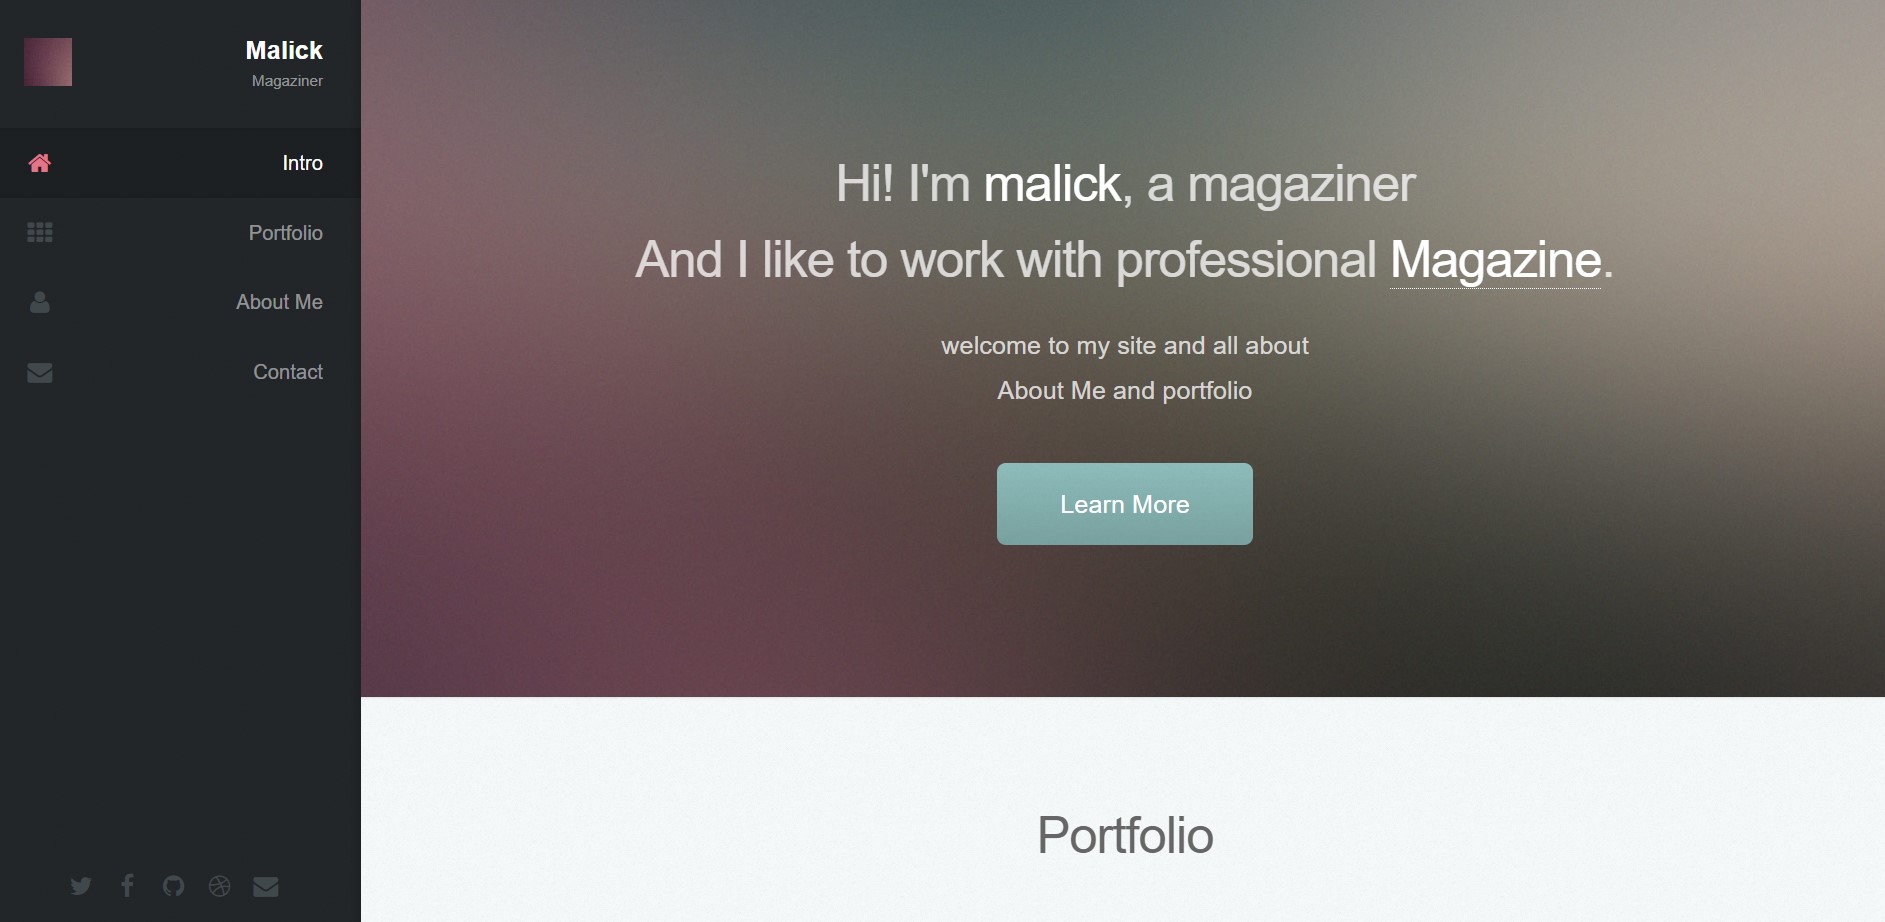 Malick
Magaziner
Intro
Portfolio
About Me
Contact
Hi! I'm malick, a magaziner
And I like to work with professional Magazine.
welcome to my site and all about
About Me and portfolio
Learn More
Portfolio